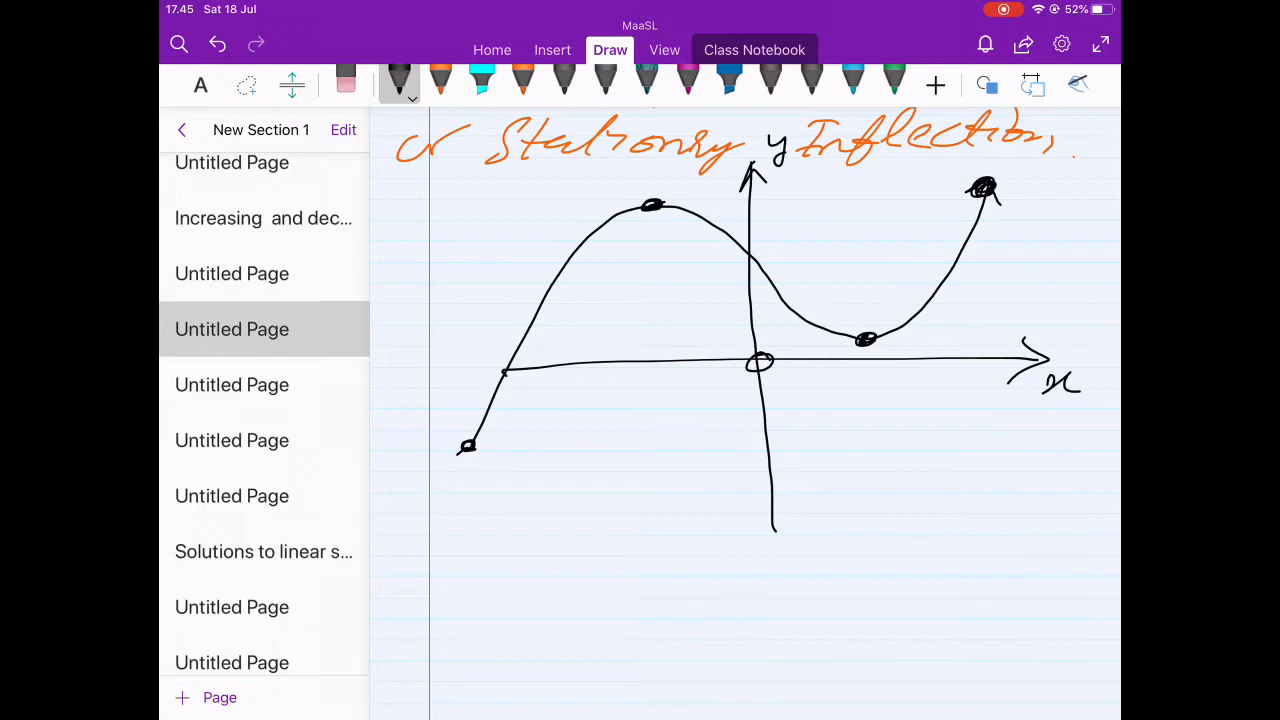 17.45 Sat 18 Jul
52%
MaaSL
Home Insert Draw View Class Notebook
A
New Section 1 Edit
Untitled Page
Increasing and dec...
Untitled Page
Untitled Page
Untitled Page
Untitled Page
Untitled Page
Solutions to linear s...
Untitled Page
Untitled Page
+ Page
or Stationary y Inflection,
x